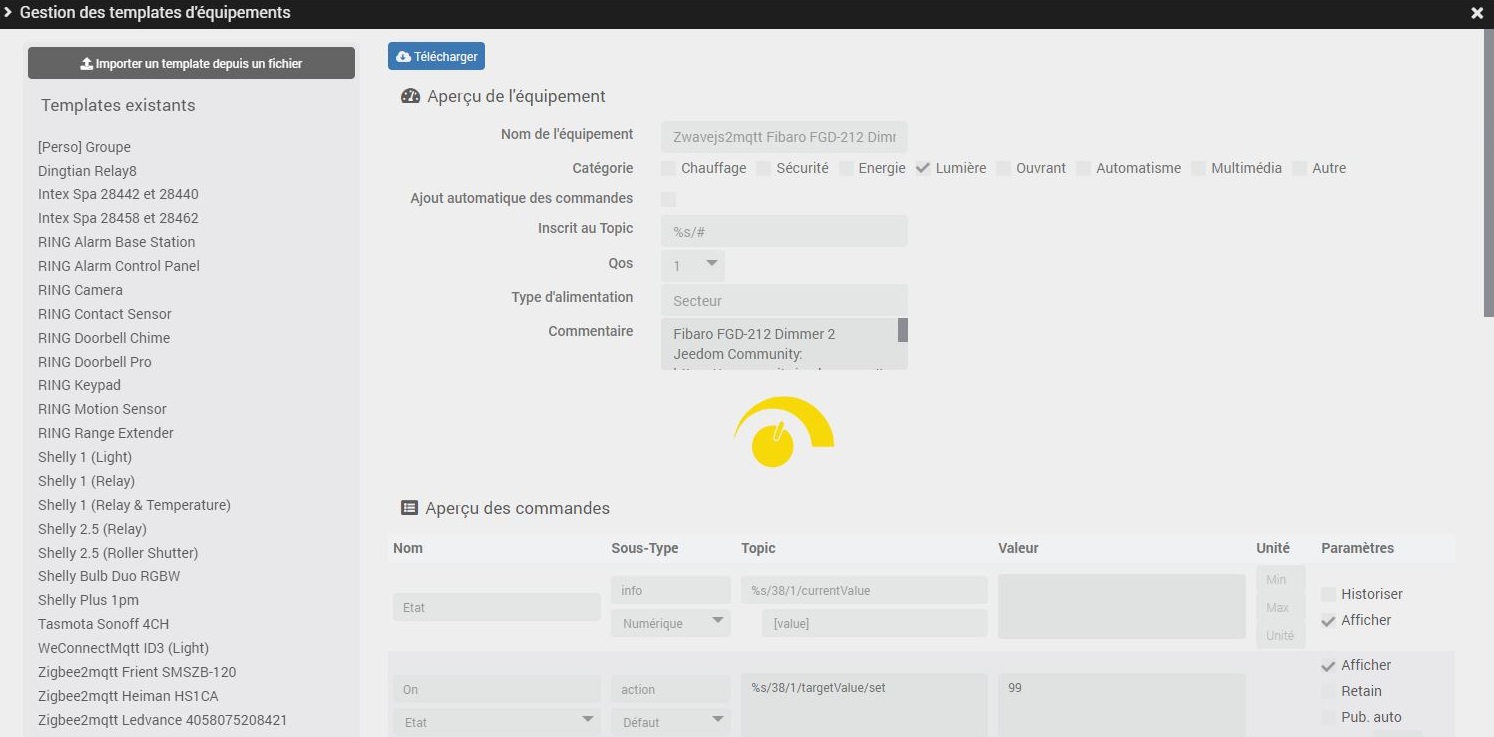 Gestion des templates d'équipements
Importer un template depuis un fichier
Templates existants
[Perso] Groupe
Dingtian Relay8
Intex Spa 28442 et 28440
Intex Spa 28458 et 28462
RING Alarm Base Station
RING Alarm Control Panel
RING Camera
RING Contact Sensor
RING Doorbell Chime
RING Doorbell Pro
RING Keypad
RING Motion Sensor
RING Range Extender
Shelly 1 (Light)
Shelly 1 (Relay)
Shelly 1 (Relay & Temperature)
Shelly 2.5 (Relay)
Shelly 2.5 (Roller Shutter)
Shelly Bulb Duo RGBW
Shelly Plus 1pm
Tasmota Sonoff 4CH
WeConnectMqtt ID3 (Light)
Zigbee2mqtt Frient SMSZB-120
Zigbee2mqtt Heiman HS1CA
Zigbee2mqtt Ledvance 4058075208421
Télécharger
Aperçu de l'équipement
Nom de l'équipement Zwavejs2mqtt Fibaro FGD-212 Dimr
Catégorie Chauffage Sécurité Energie Lumière Ouvrant Automatisme Multimédia Autre
Ajout automatique des commandes
Inscrit au Topic %s/#
Qos 1
Type d'alimentation Secteur
Commentaire Fibaro FGD-212 Dimmer 2
Jeedom Community:
Aperçu des commandes
Nom Sous-Type Topic Valeur Unité Paramètres
Etat info %s/38/1/currentValue Min Historiser
Numérique [value] Max Afficher
Unité
On action %s/38/1/targetValue/set 99 Afficher
Etat Défaut Retain
Pub. auto